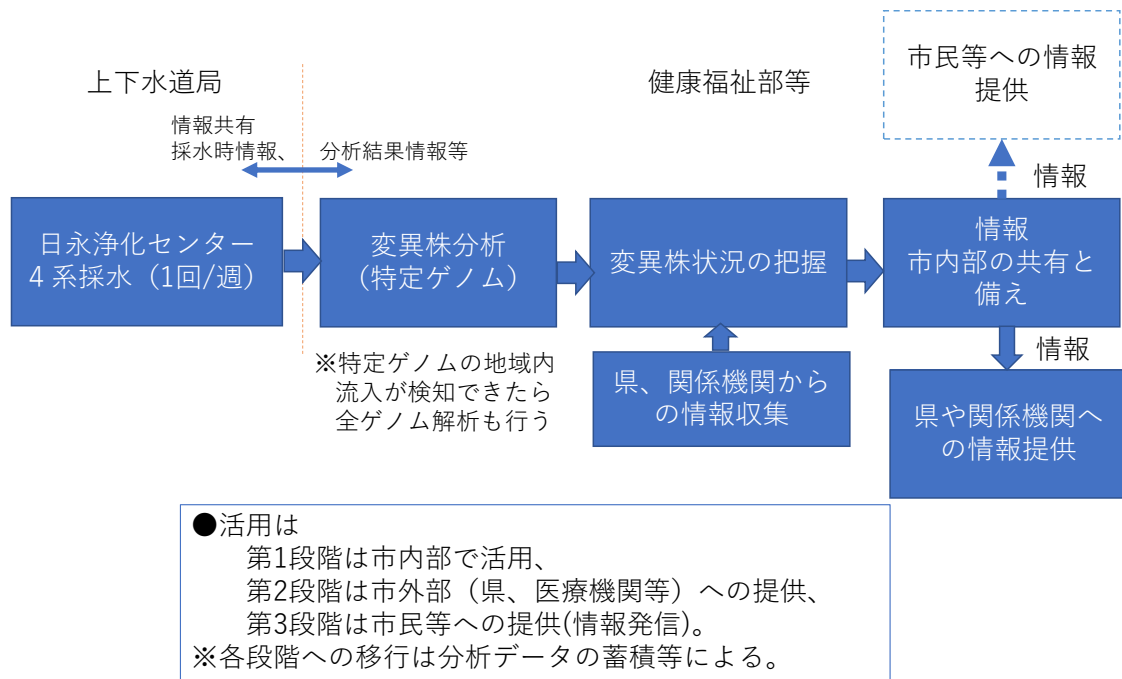 上下水道局
健康福祉部等
市民等への情報
提供
情報共有
採水時情報、 分析結果情報等
情報
日永浄化センター
4 系採水（1回/週）
変異株分析
（特定ゲノム）
変異株状況の把握
情報
市内部の共有と
備え
※特定ゲノムの地域内
流入が検知できたら
全ゲノム解析も行う
県、関係機関から
の情報収集
情報
県や関係機関へ
の情報提供
●活用は
第1段階は市内部で活用、
第2段階は市外部（県、医療機関等）への提供、
第3段階は市民等への提供(情報発信)。
※各段階への移行は分析データの蓄積等による。